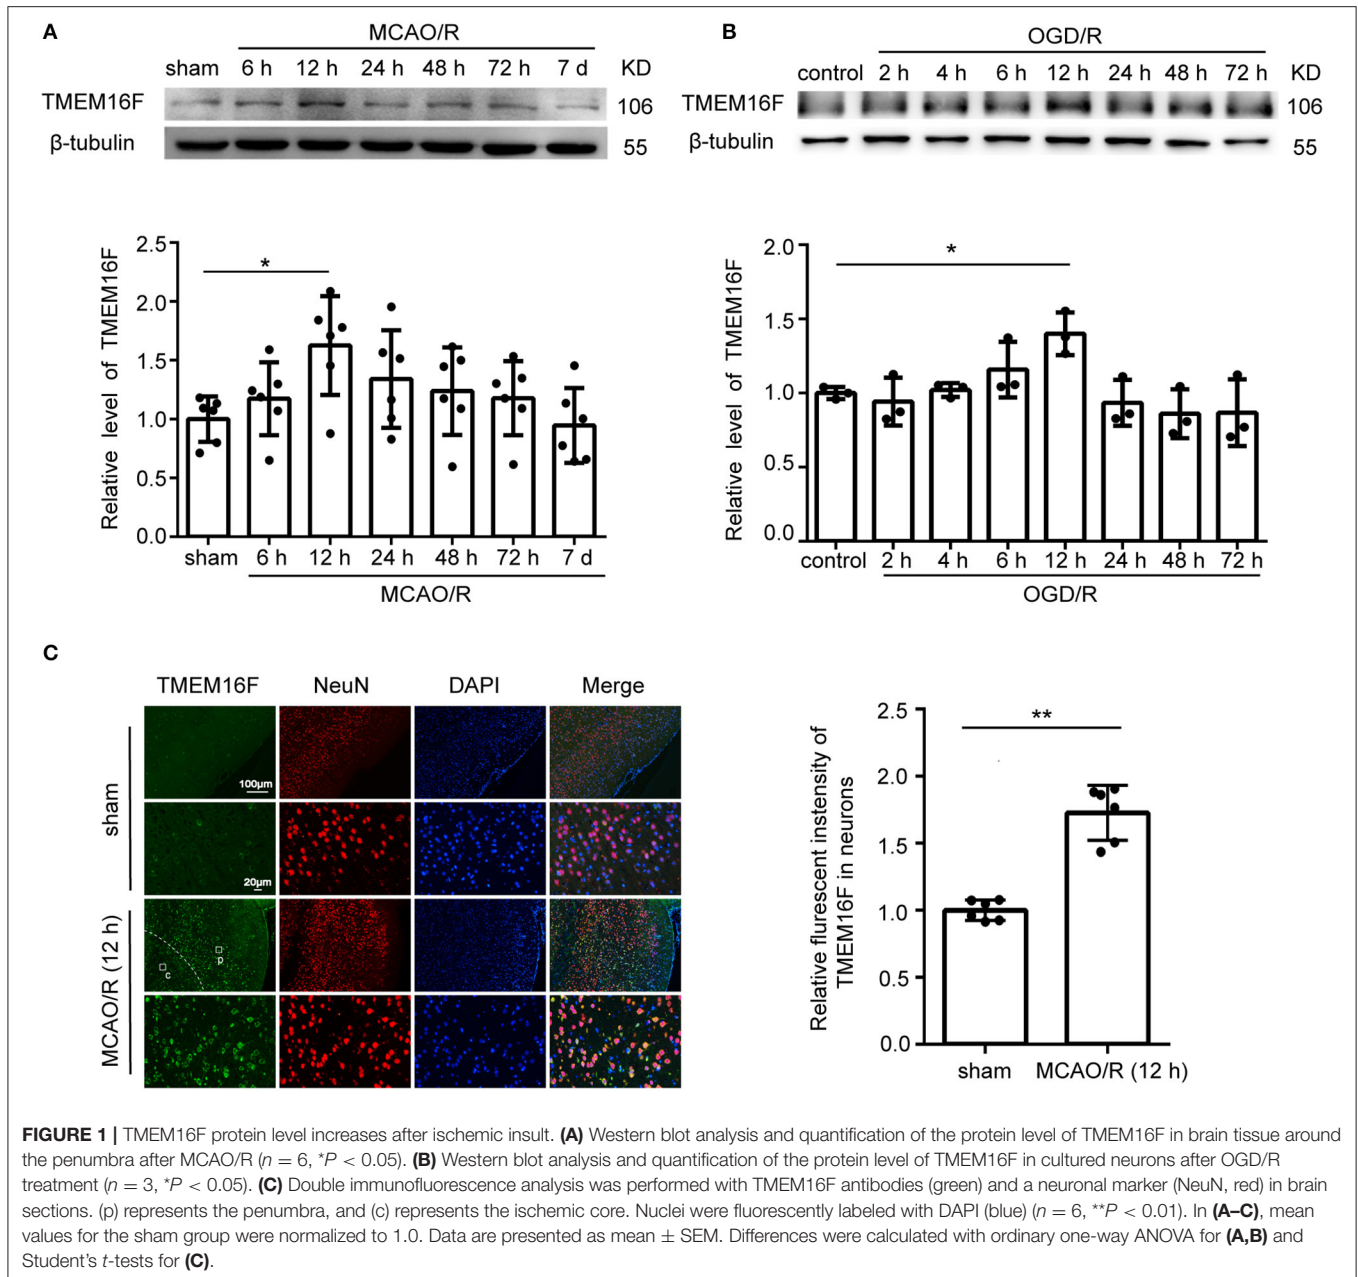 A
MCAO/R
sham 6 h 12 h 24 h 48 h 72 h 7 d KD
TMEM16F 106
β-tubulin 55
Relative level of TMEM16F
2.5
2.0
1.5
1.0
0.5
0.0
*
sham 6 h 12 h 24 h 48 h 72 h 7 d
MCAO/R
B
OGD/R
control 2 h 4 h 6 h 12 h 24 h 48 h 72 h KD
TMEM16F 106
β-tubulin 55
Relative level of TMEM16F
2.0
1.5
1.0
0.5
0.0
*
control 2 h 4 h 6 h 12 h 24 h 48 h 72 h
OGD/R
C
TMEM16F NeuN DAPI Merge
sham
100µm
20µm
MCAO/R (12 h)
p
c
Relative flurescent instensity of
TMEM16F in neurons
2.5
2.0
1.5
1.0
0.5
0.0
**
sham MCAO/R (12 h)
FIGURE 1 | TMEM16F protein level increases after ischemic insult. (A) Western blot analysis and quantification of the protein level of TMEM16F in brain tissue around
the penumbra after MCAO/R (n = 6, *P < 0.05). (B) Western blot analysis and quantification of the protein level of TMEM16F in cultured neurons after OGD/R
treatment (n = 3, *P < 0.05). (C) Double immunofluorescence analysis was performed with TMEM16F antibodies (green) and a neuronal marker (NeuN, red) in brain
sections. (p) represents the penumbra, and (c) represents the ischemic core. Nuclei were fluorescently labeled with DAPI (blue) (n = 6, **P < 0.01). In (A–C), mean
values for the sham group were normalized to 1.0. Data are presented as mean ± SEM. Differences were calculated with ordinary one-way ANOVA for (A,B) and
Student's t-tests for (C).